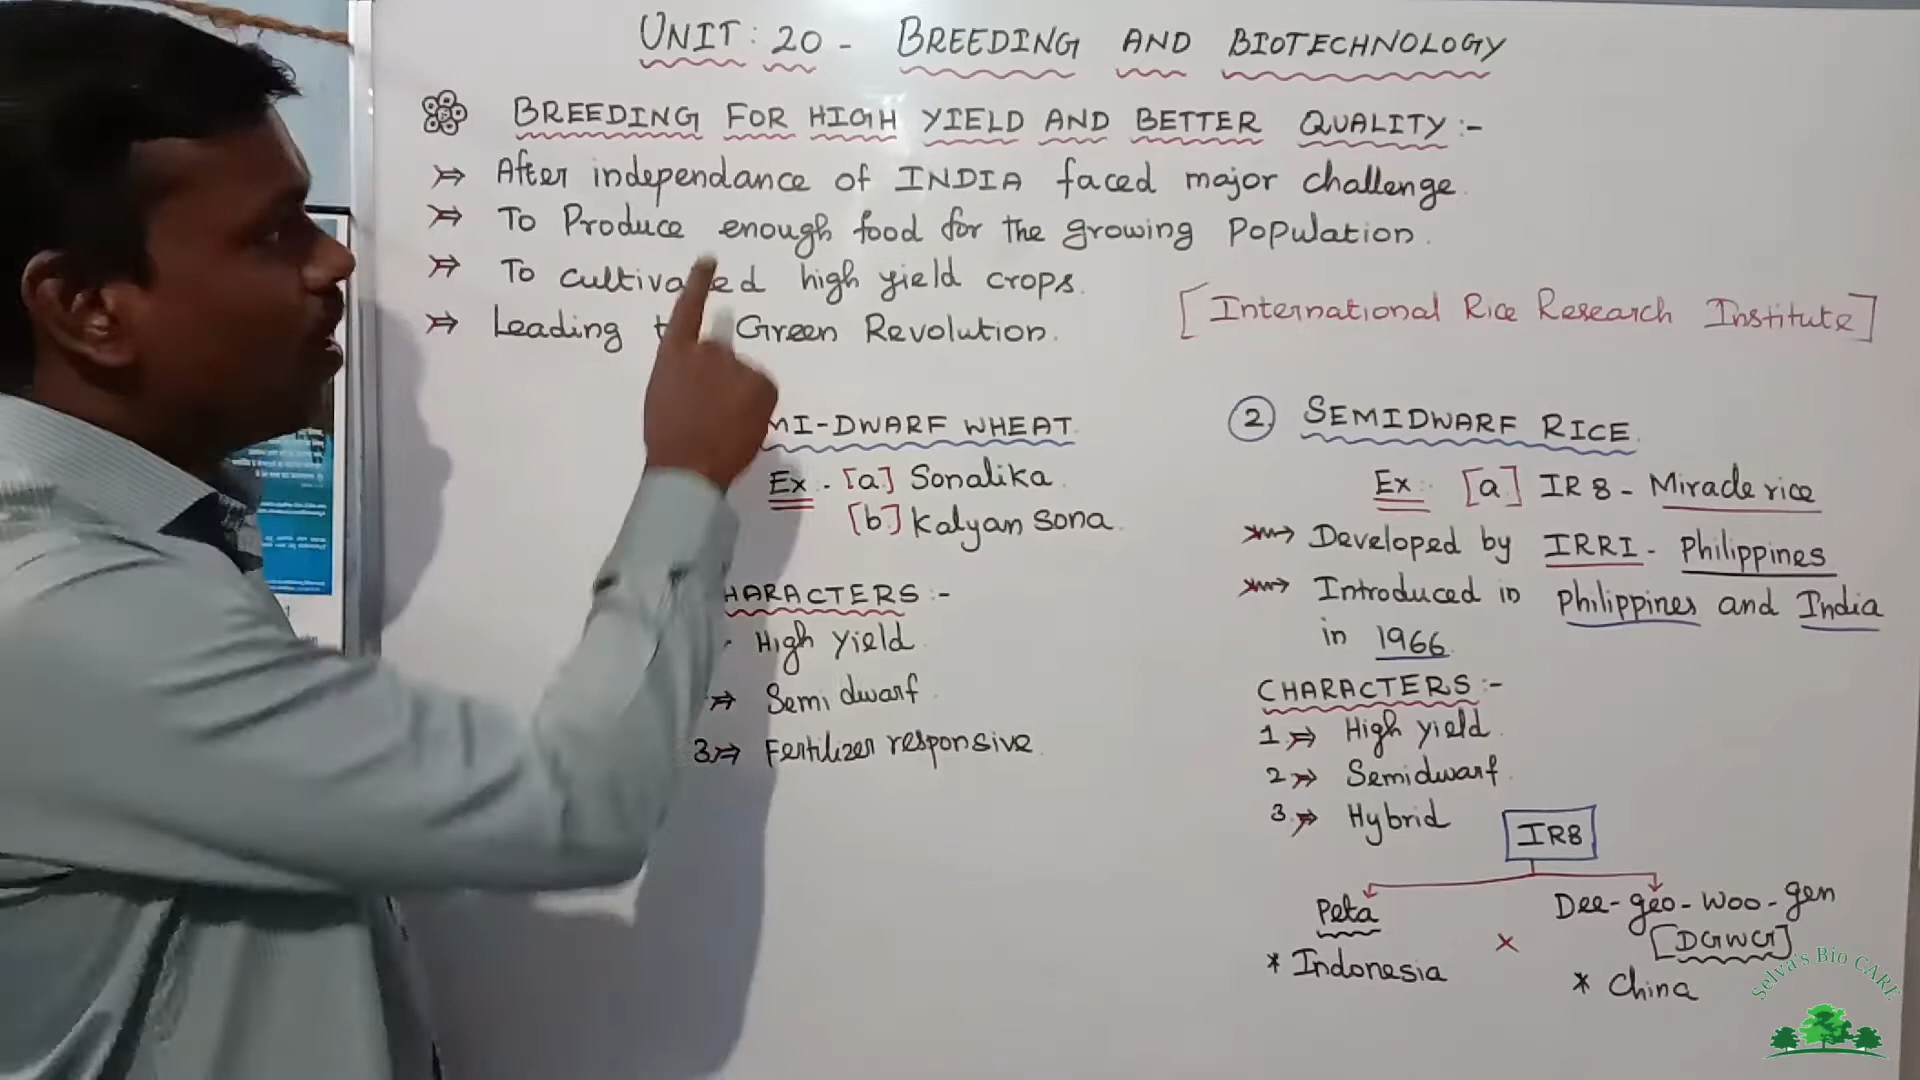 UNIT: 20 - BREEDING AND BIOTECHNOLOGY
BREEDING FOR HIGH YIELD AND BETTER QUALITY :-
After independance of INDIA faced major challenge.
To Produce enough food for the growing Population.
To cultivated high yield crops.
Leading Green Revolution.
[International Rice Research Institute]
MI-DWARF WHEAT
Ex - [a] Sonalika
[b] Kalyan Sona
HARACTERS :-
High Yield
Semi dwarf
3 Fertilizer responsive
2. SEMIDWARF RICE
Ex - [a] IR 8 - Miracle rice
Developed by IRRI - Philippines
Introduced in Philippines and India
in 1966
CHARACTERS :-
1 High yield
2 Semidwarf
3. Hybrid
IR8
Peta
* Indonesia
×
Dee-geo-Woo-gen
[DGWG]
* China
Selva's Bio CARE